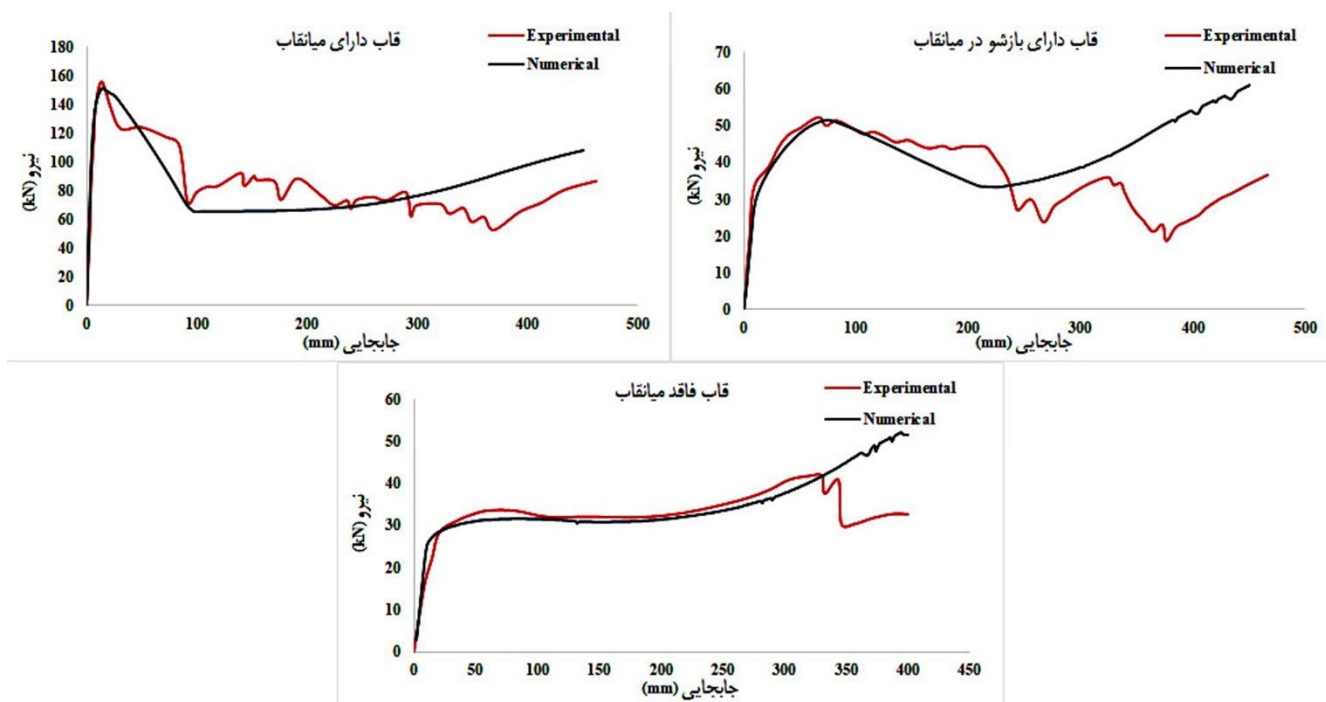 قاب دارای میانقاب
Experimental
Numerical
180
160
140
120
100
80
60
40
20
0
نیرو (kN)
0 100 200 300 400 500
جابجایی (mm)
قاب دارای بازشو در میانقاب
Experimental
Numerical
70
60
50
40
30
20
10
0
نیرو (kN)
0 100 200 300 400 500
جابجایی (mm)
قاب فاقد میانقاب
Experimental
Numerical
60
50
40
30
20
10
0
نیرو (kN)
0 50 100 150 200 250 300 350 400 450
جابجایی (mm)